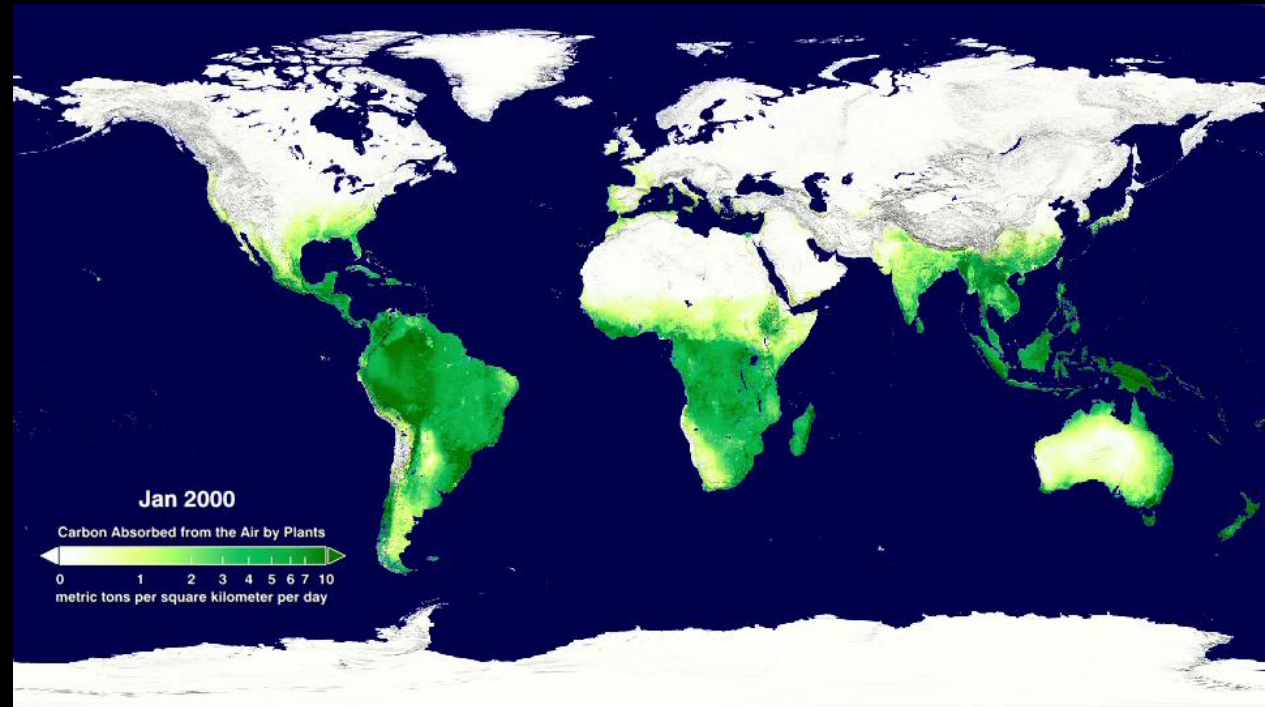 Jan 2000
Carbon Absorbed from the Air by Plants
0 1 2 3 4 5 6 7 10
metric tons per square kilometer per day